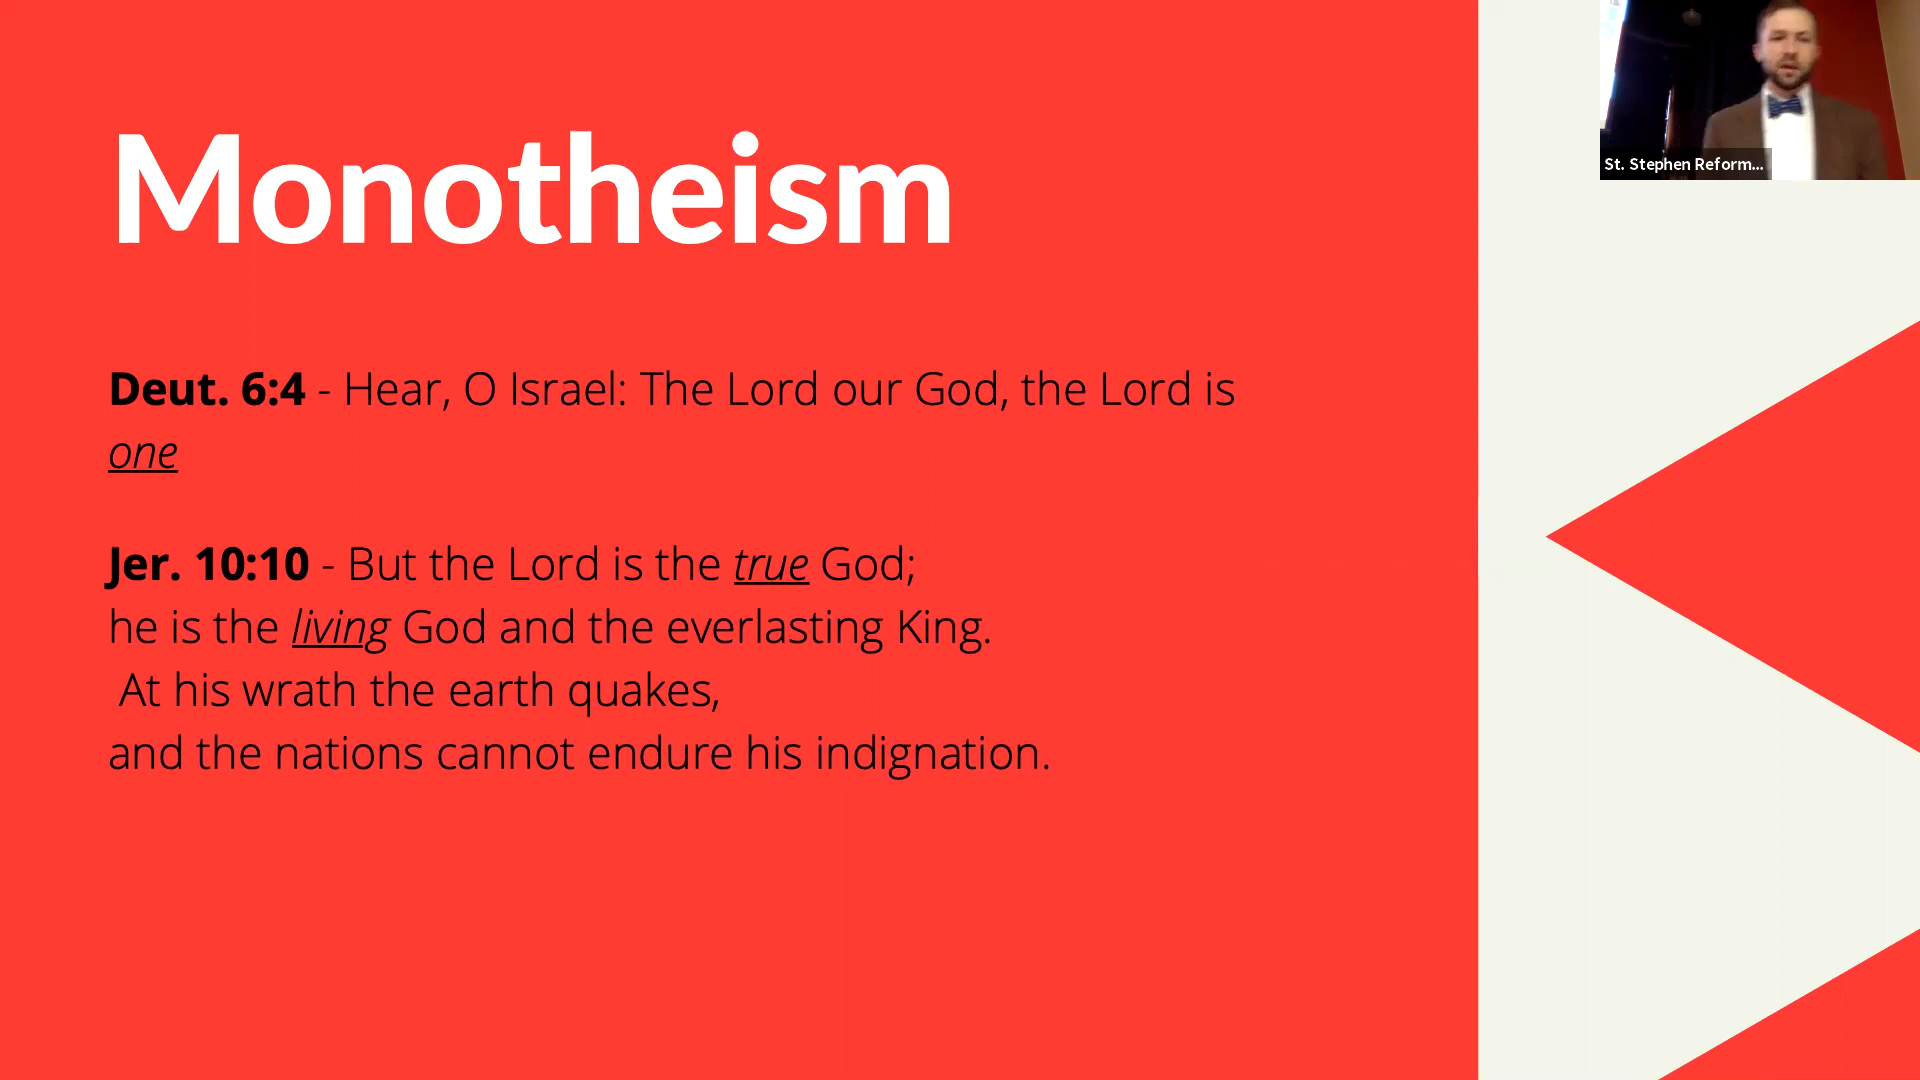 Monotheism
Deut. 6:4 - Hear, O Israel: The Lord our God, the Lord is
one
Jer. 10:10 - But the Lord is the true God;
he is the living God and the everlasting King.
At his wrath the earth quakes,
and the nations cannot endure his indignation.
St. Stephen Reform...